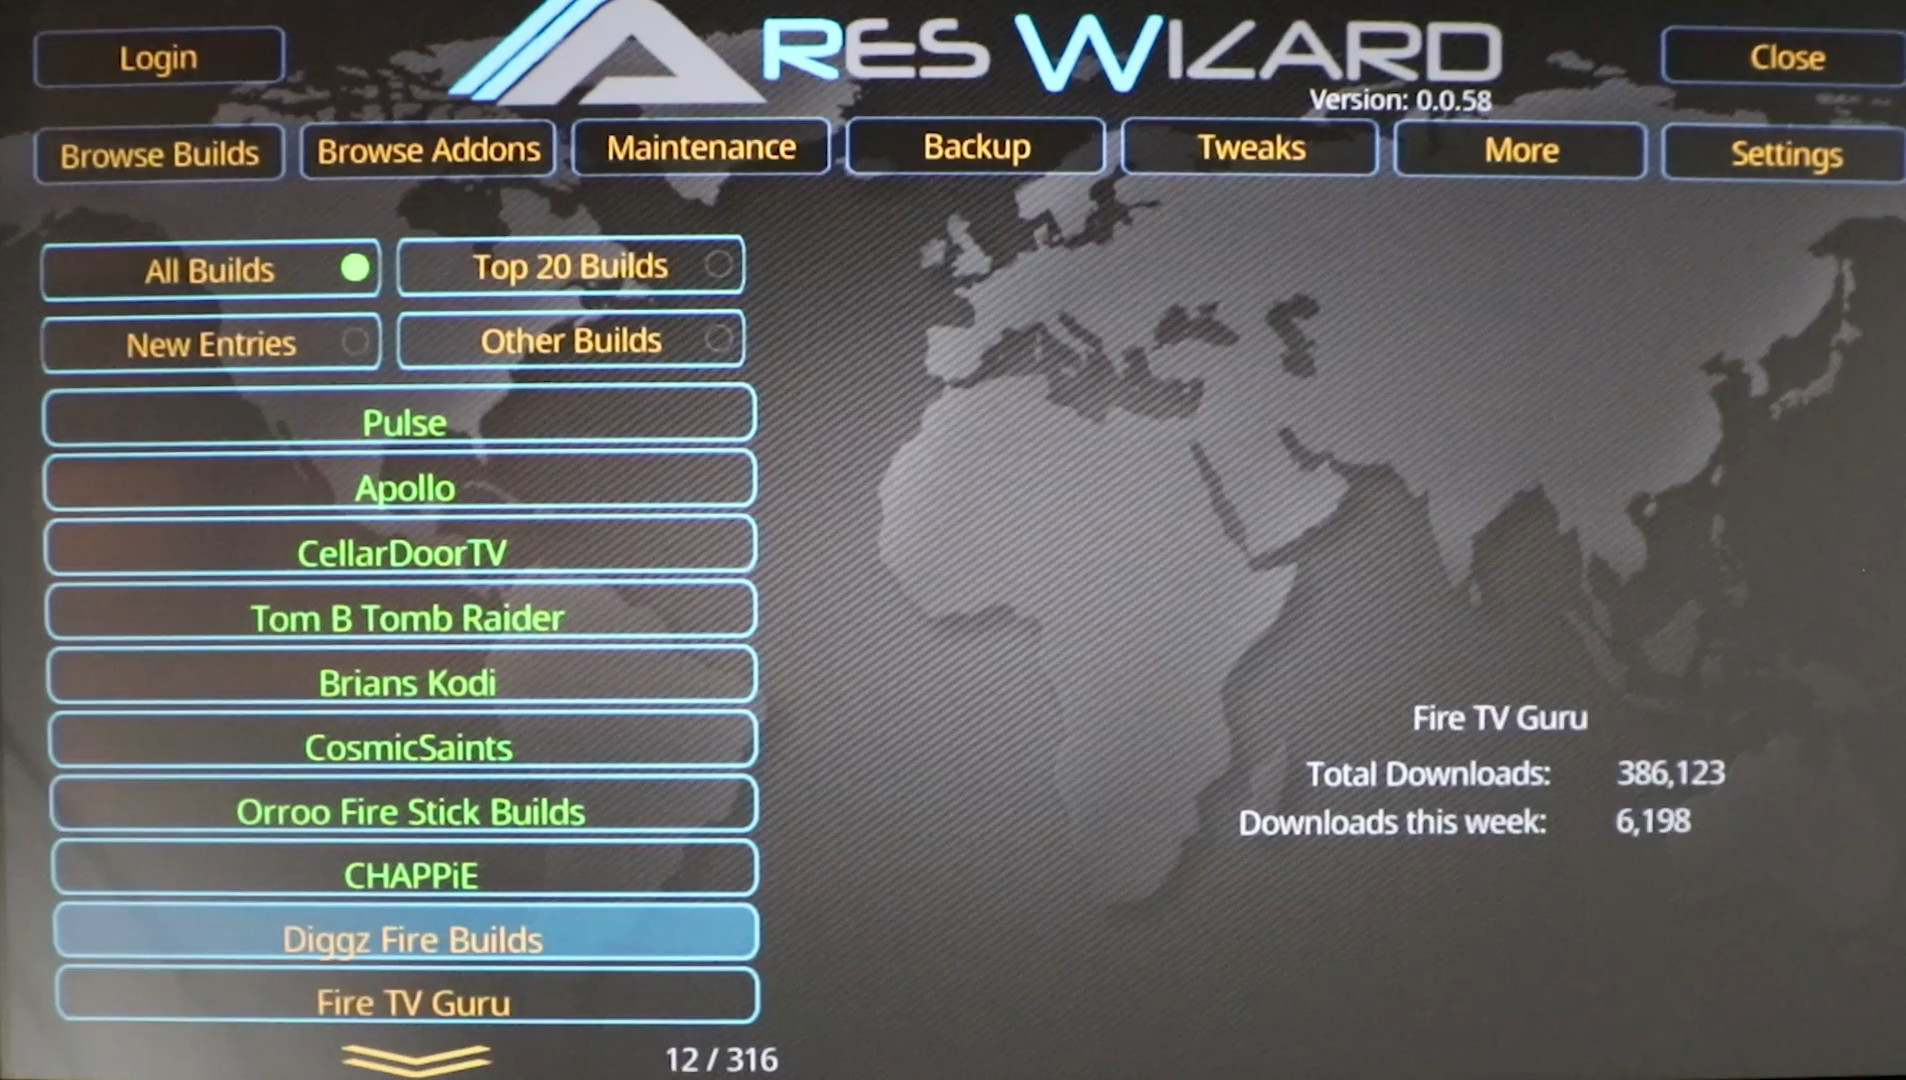 Login
ARES WIZARD
Close
Version: 0.0.58
Browse Builds
Browse Addons
Maintenance
Backup
Tweaks
More
Settings
All Builds
Top 20 Builds
New Entries
Other Builds
Pulse
Apollo
CellarDoorTV
Tom B Tomb Raider
Brians Kodi
CosmicSaints
Orroo Fire Stick Builds
CHAPPiE
Diggz Fire Builds
Fire TV Guru
12 / 316
Fire TV Guru
Total Downloads: 386,123
Downloads this week: 6,198